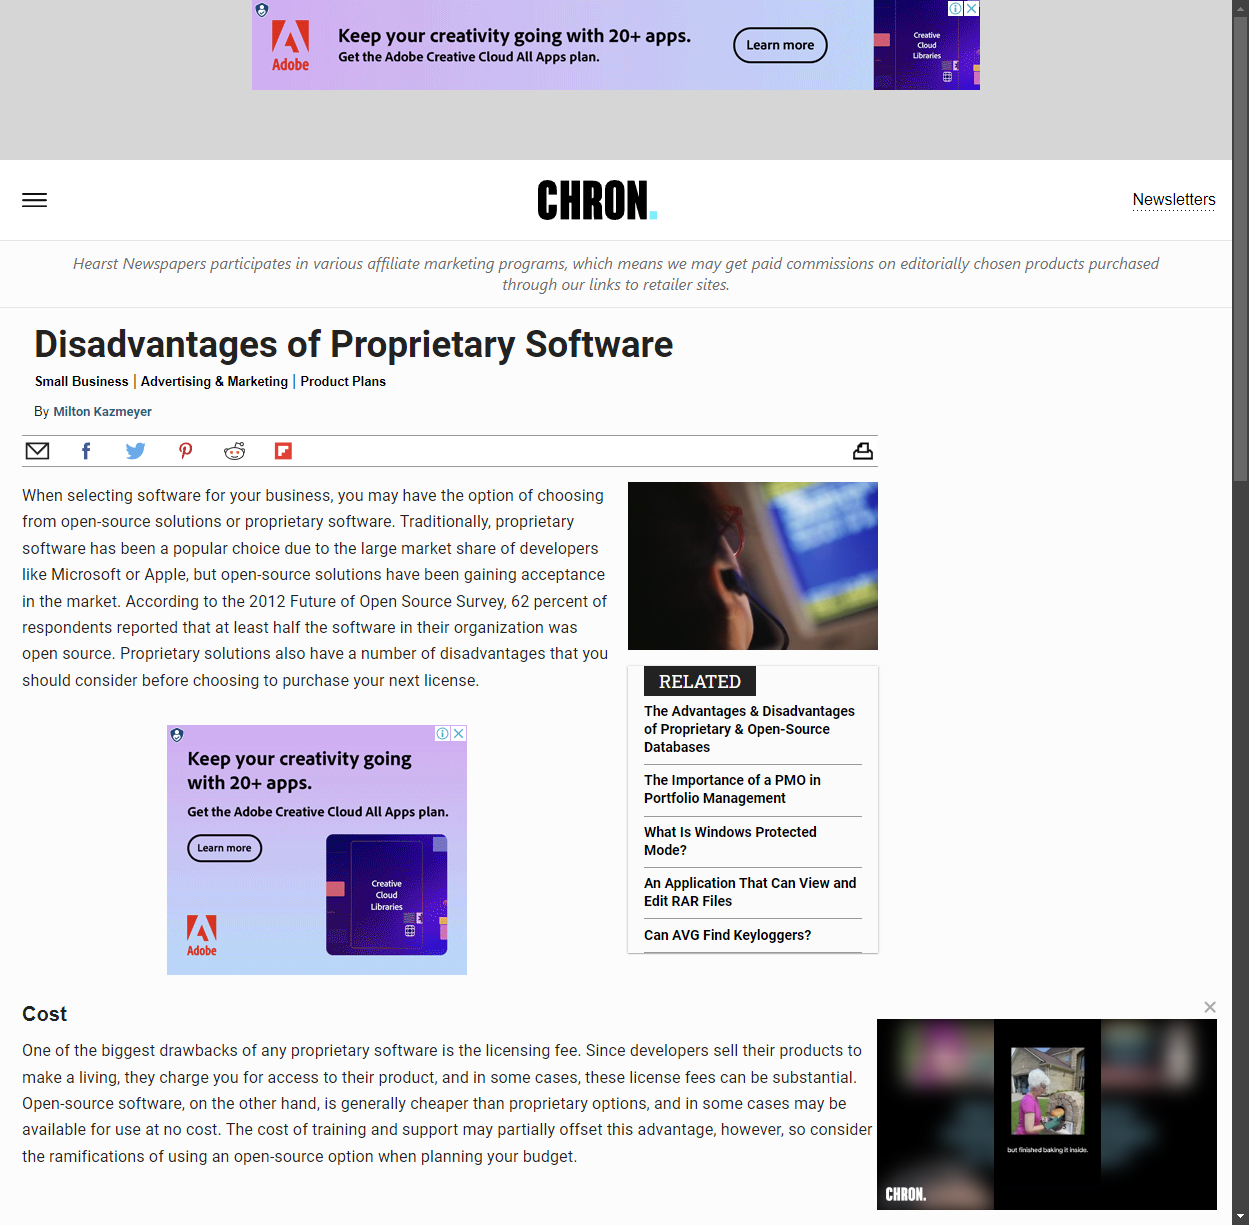 Adobe
Keep your creativity going with 20+ apps.
Get the Adobe Creative Cloud All Apps plan.
Learn more
Creative
Cloud
Libraries
CHRON.
Newsletters
Hearst Newspapers participates in various affiliate marketing programs, which means we may get paid commissions on editorially chosen products purchased
through our links to retailer sites.
Disadvantages of Proprietary Software
Small Business | Advertising & Marketing | Product Plans
By Milton Kazmeyer
When selecting software for your business, you may have the option of choosing
from open-source solutions or proprietary software. Traditionally, proprietary
software has been a popular choice due to the large market share of developers
like Microsoft or Apple, but open-source solutions have been gaining acceptance
in the market. According to the 2012 Future of Open Source Survey, 62 percent of
respondents reported that at least half the software in their organization was
open source. Proprietary solutions also have a number of disadvantages that you
should consider before choosing to purchase your next license.
RELATED
The Advantages & Disadvantages
of Proprietary & Open-Source
Databases
The Importance of a PMO in
Portfolio Management
What Is Windows Protected
Mode?
An Application That Can View and
Edit RAR Files
Can AVG Find Keyloggers?
Keep your creativity going
with 20+ apps.
Get the Adobe Creative Cloud All Apps plan.
Learn more
Creative
Cloud
Libraries
Adobe
Cost
One of the biggest drawbacks of any proprietary software is the licensing fee. Since developers sell their products to
make a living, they charge you for access to their product, and in some cases, these license fees can be substantial.
Open-source software, on the other hand, is generally cheaper than proprietary options, and in some cases may be
available for use at no cost. The cost of training and support may partially offset this advantage, however, so consider
the ramifications of using an open-source option when planning your budget.
but finished baking it inside.
CHRON.